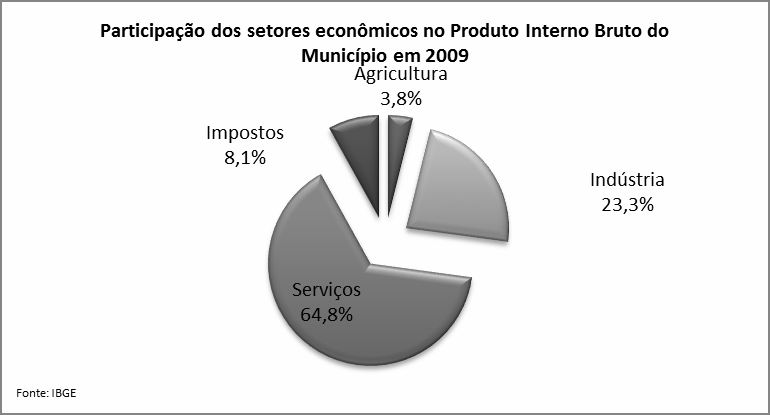 Participação dos setores econômicos no Produto Interno Bruto do
Município em 2009
Agricultura
3,8%
Impostos
8,1%
Indústria
23,3%
Serviços
64,8%
Fonte: IBGE